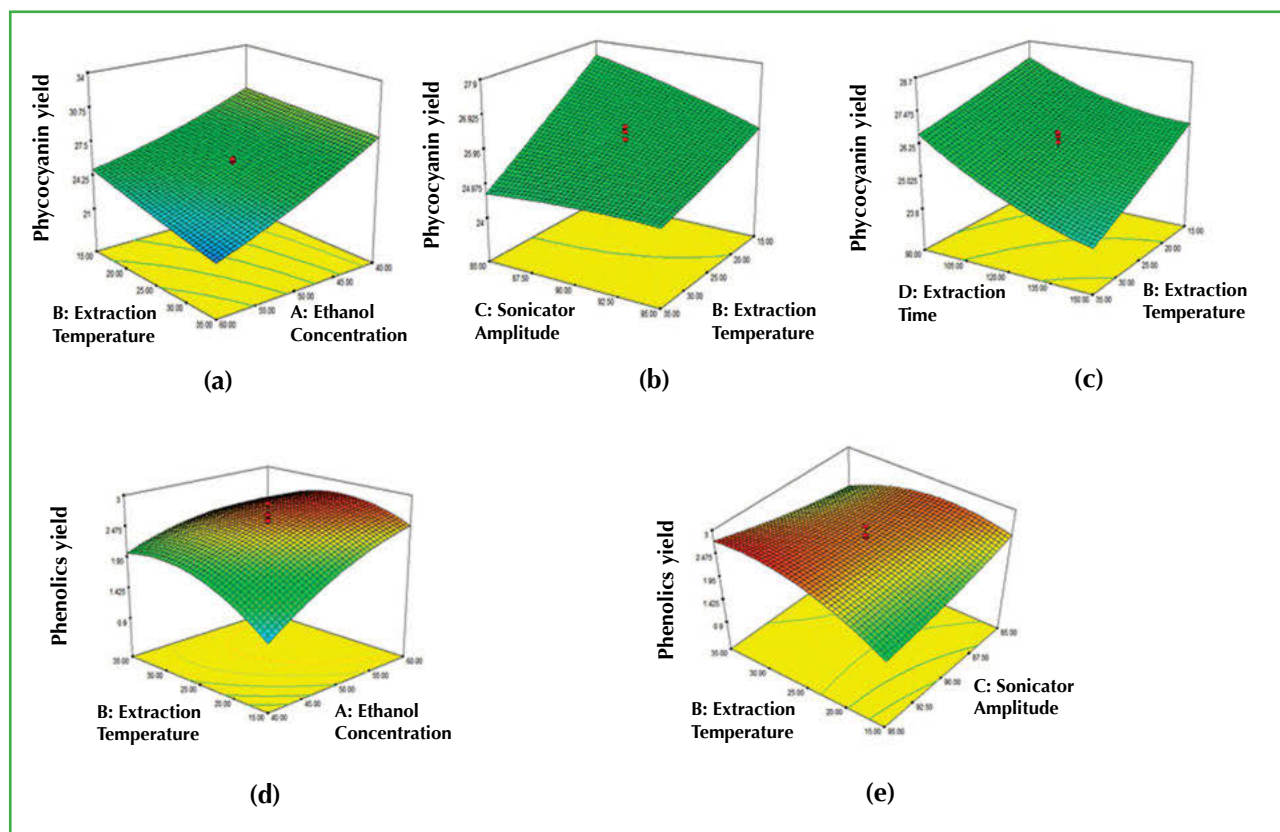 Phycocyanin yield
34
30.75
27.5
24.25
21
15.00
20.00
25.00
30.00
35.00
60.00
55.00
50.00
45.00
40.00
B: Extraction
Temperature
A: Ethanol
Concentration
(a)
Phycocyanin yield
27.9
26.925
25.95
24.975
24
85.00
87.50
90.00
92.50
95.00
35.00
30.00
25.00
20.00
15.00
C: Sonicator
Amplitude
B: Extraction
Temperature
(b)
Phycocyanin yield
28.7
27.475
26.25
25.025
23.8
90.00
105.00
120.00
135.00
150.00
35.00
30.00
25.00
20.00
15.00
D: Extraction
Time
B: Extraction
Temperature
(c)
Phenolics yield
3
2.475
1.95
1.425
0.9
35.00
30.00
25.00
20.00
15.00
40.00
45.00
50.00
55.00
60.00
B: Extraction
Temperature
A: Ethanol
Concentration
(d)
Phenolics yield
3
2.475
1.95
1.425
0.9
35.00
30.00
25.00
20.00
15.00
95.00
92.50
90.00
87.50
85.00
B: Extraction
Temperature
C: Sonicator
Amplitude
(e)